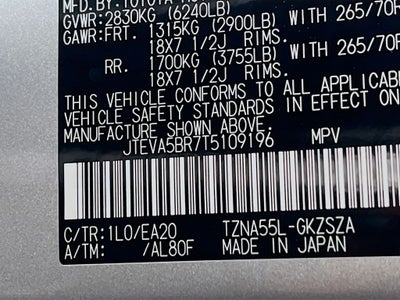 MFD.BY:TOYOTA
GVWR:2830KG (6240LB)
GAWR:FRT. 1315KG (2900LB)
18X7 1/2J RIMS, WITH 265/70R
RR. 1700KG (3755LB)
18X7 1/2J RIMS, WITH 265/70R
THIS VEHICLE CONFORMS TO ALL APPLICABL
VEHICLE SAFETY STANDARDS IN EFFECT ON
MANUFACTURE SHOWN ABOVE.
JTEVA5BR7T5109196 MPV
C/TR:1L0/EA20 TZNA55L-GKZSZA
A/TM: /AL80F MADE IN JAPAN